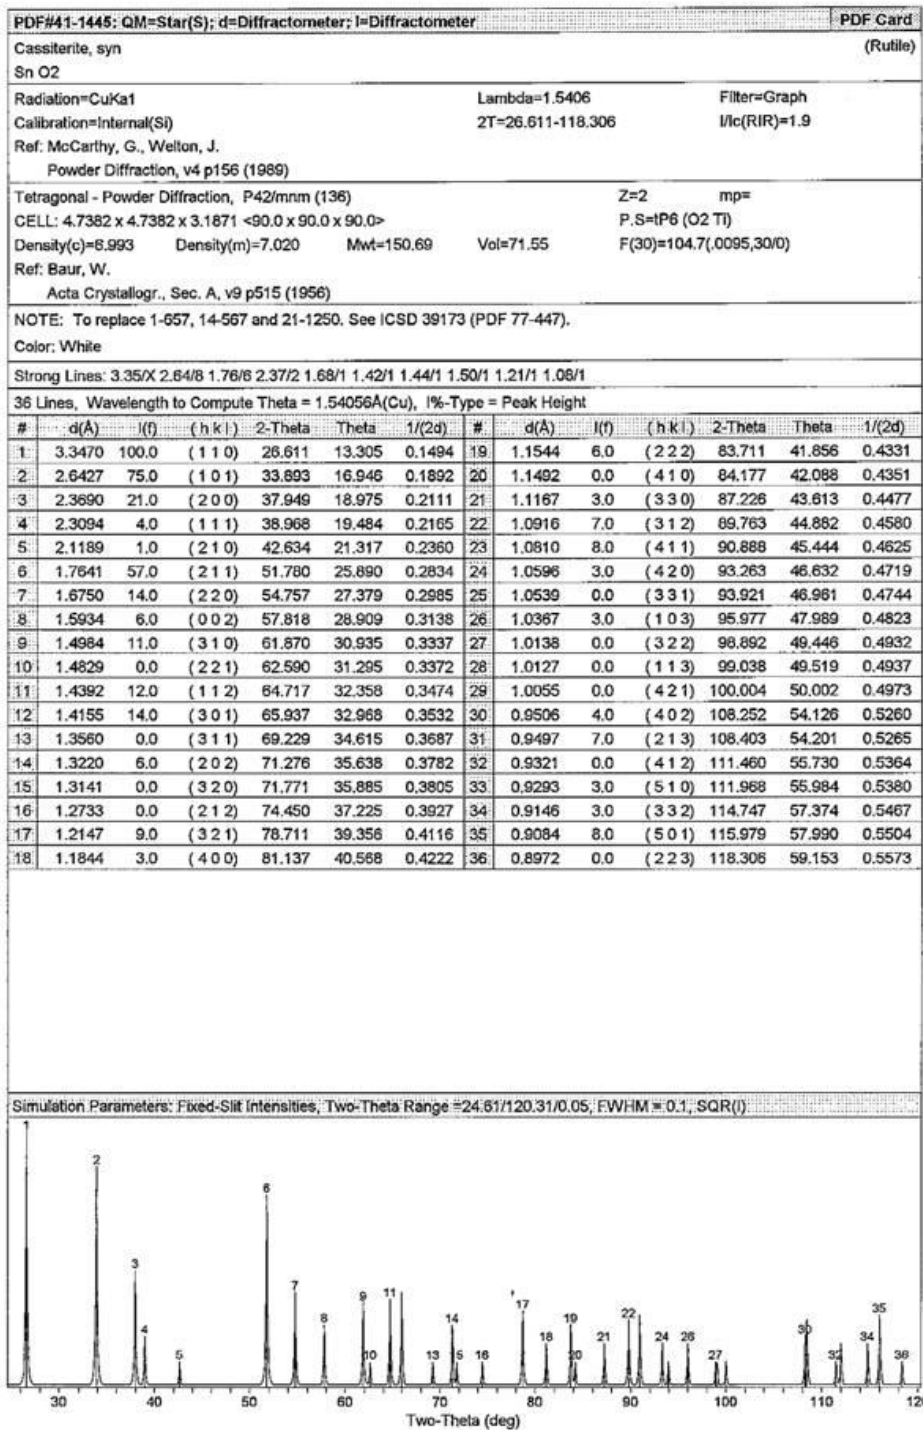 PDF#41-1445: QM=Star(S); d=Diffractometer; I=Diffractometer PDF Card
Cassiterite, syn (Rutile)
Sn O2
Radiation=CuKa1 Lambda=1.5406 Filter=Graph
Calibration=Internal(Si) 2T=26.611-118.306 I/Ic(RIR)=1.9
Ref: McCarthy, G., Welton, J.
Powder Diffraction, v4 p156 (1989)
Tetragonal - Powder Diffraction, P42/mnm (136) Z=2 mp=
CELL: 4.7382 x 4.7382 x 3.1871 <90.0 x 90.0 x 90.0> P.S=tP6 (O2 Ti)
Density(c)=6.993 Density(m)=7.020 Mwt=150.69 Vol=71.55 F(30)=104.7(.0095,30/0)
Ref: Baur, W.
Acta Crystallogr., Sec. A, v9 p515 (1956)
NOTE: To replace 1-657, 14-567 and 21-1250. See ICSD 39173 (PDF 77-447).
Color: White
Strong Lines: 3.35/X 2.64/8 1.76/6 2.37/2 1.68/1 1.42/1 1.44/1 1.50/1 1.21/1 1.08/1
36 Lines, Wavelength to Compute Theta = 1.54056Å(Cu), I%-Type = Peak Height
# d(Å) I(f) (h k l) 2-Theta Theta 1/(2d) # d(Å) I(f) (h k l) 2-Theta Theta 1/(2d)
1 3.3470 100.0 (1 1 0) 26.611 13.305 0.1494 19 1.1544 6.0 (2 2 2) 83.711 41.856 0.4331
2 2.6427 75.0 (1 0 1) 33.893 16.946 0.1892 20 1.1492 0.0 (4 1 0) 84.177 42.088 0.4351
3 2.3690 21.0 (2 0 0) 37.949 18.975 0.2111 21 1.1167 3.0 (3 3 0) 87.226 43.613 0.4477
4 2.3094 4.0 (1 1 1) 38.968 19.484 0.2165 22 1.0916 7.0 (3 1 2) 89.763 44.882 0.4580
5 2.1189 1.0 (2 1 0) 42.634 21.317 0.2360 23 1.0810 8.0 (4 1 1) 90.888 45.444 0.4625
6 1.7641 57.0 (2 1 1) 51.780 25.890 0.2834 24 1.0596 3.0 (4 2 0) 93.263 46.632 0.4719
7 1.6750 14.0 (2 2 0) 54.757 27.379 0.2985 25 1.0539 0.0 (3 3 1) 93.921 46.961 0.4744
8 1.5934 6.0 (0 0 2) 57.818 28.909 0.3138 26 1.0367 3.0 (1 0 3) 95.977 47.989 0.4823
9 1.4984 11.0 (3 1 0) 61.870 30.935 0.3337 27 1.0138 0.0 (3 2 2) 98.892 49.446 0.4932
10 1.4829 0.0 (2 2 1) 62.590 31.295 0.3372 28 1.0127 0.0 (1 1 3) 99.038 49.519 0.4937
11 1.4392 12.0 (1 1 2) 64.717 32.358 0.3474 29 1.0055 0.0 (4 2 1) 100.004 50.002 0.4973
12 1.4155 14.0 (3 0 1) 65.937 32.968 0.3532 30 0.9506 4.0 (4 0 2) 108.252 54.126 0.5260
13 1.3560 0.0 (3 1 1) 69.229 34.615 0.3687 31 0.9497 7.0 (2 1 3) 108.403 54.201 0.5265
14 1.3220 6.0 (2 0 2) 71.276 35.638 0.3782 32 0.9321 0.0 (4 1 2) 111.460 55.730 0.5364
15 1.3141 0.0 (3 2 0) 71.771 35.885 0.3805 33 0.9293 3.0 (5 1 0) 111.968 55.984 0.5380
16 1.2733 0.0 (2 1 2) 74.450 37.225 0.3927 34 0.9146 3.0 (3 3 2) 114.747 57.374 0.5467
17 1.2147 9.0 (3 2 1) 78.711 39.356 0.4116 35 0.9084 8.0 (5 0 1) 115.979 57.990 0.5504
18 1.1844 3.0 (4 0 0) 81.137 40.568 0.4222 36 0.8972 0.0 (2 2 3) 118.306 59.153 0.5573
Simulation Parameters: Fixed-Slit Intensities, Two-Theta Range =24.61/120.31/0.05, FWHM = 0.1, SQR(I)
1
2
6
3
7 9 11 17 22 35
8 14 19 30
4 18 21 24 26 34
5 10 13 5 16 20 27 32 36
30 40 50 60 70 80 90 100 110 120
Two-Theta (deg)